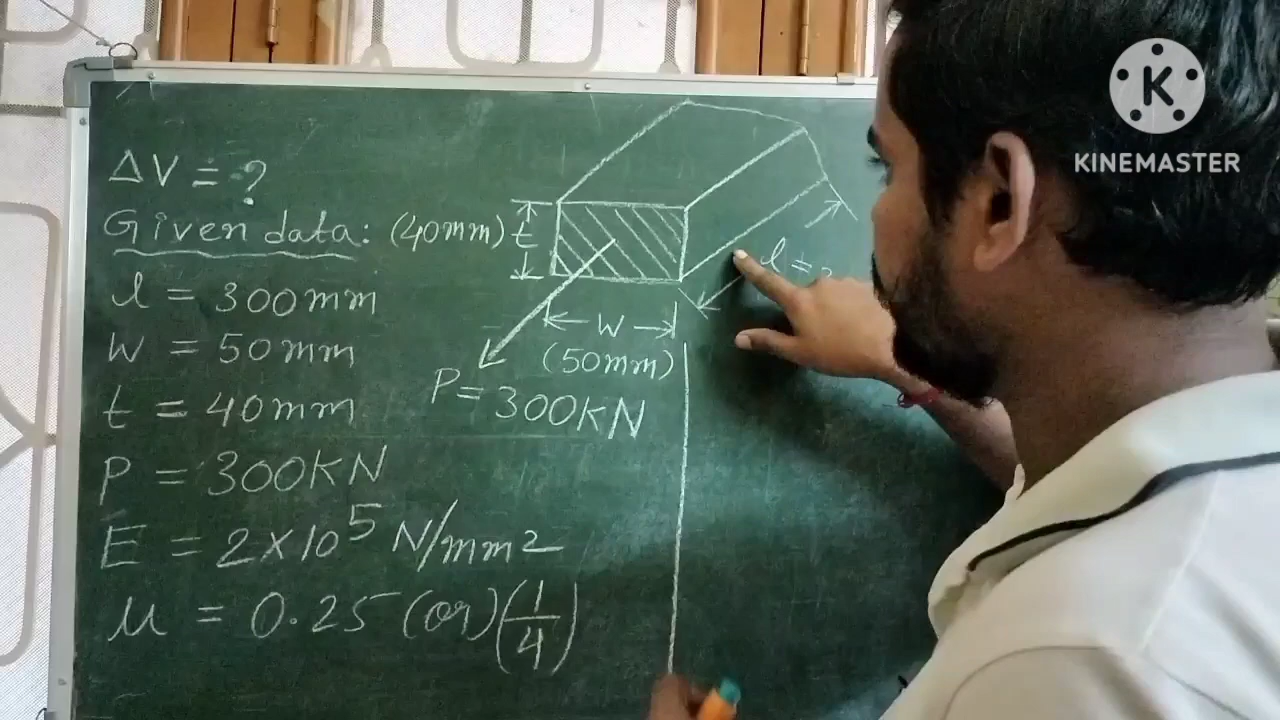 ΔV = ?
Given data:
l = 300mm
w = 50mm
t = 40mm
P = 300KN
E = 2×10⁵ N/mm²
μ = 0.25 (or) (1/4)
(40mm) t
w
(50mm)
P = 300KN
l =
K
KINEMASTER